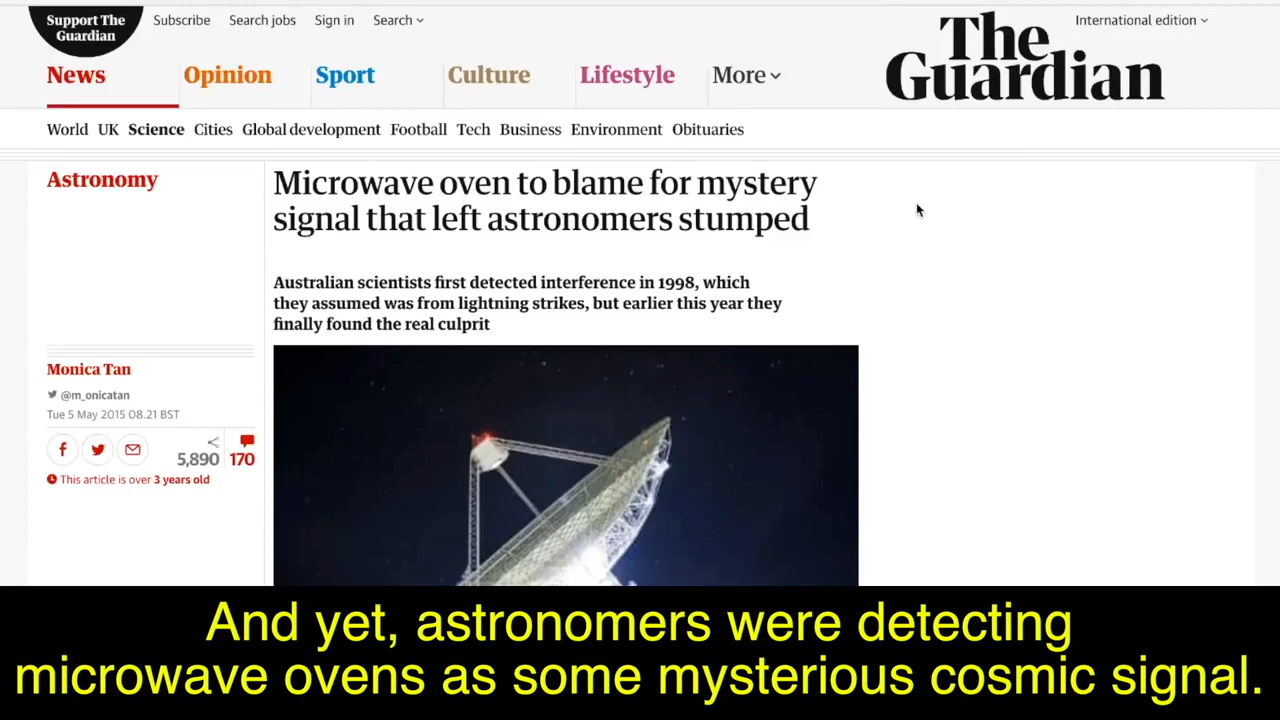 Support The
Guardian
Subscribe
Search jobs
Sign in
Search
International edition
The
Guardian
News
Opinion
Sport
Culture
Lifestyle
More
World UK Science Cities Global development Football Tech Business Environment Obituaries
Astronomy
Microwave oven to blame for mystery
signal that left astronomers stumped
Australian scientists first detected interference in 1998, which
they assumed was from lightning strikes, but earlier this year they
finally found the real culprit
Monica Tan
@m_onicatan
Tue 5 May 2015 08.21 BST
5,890
170
This article is over 3 years old
And yet, astronomers were detecting
microwave ovens as some mysterious cosmic signal.